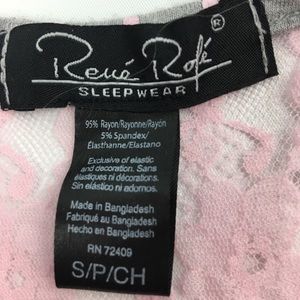 René Rofé ®
SLEEPWEAR
95% Rayon/Rayonne/Rayón
5% Spandex/
Élasthanne/Elastano
Exclusive of elastic
and decoration. Sans
élastiques ni décorations.
Sin elástico ni adornos.
Made in Bangladesh
Fabriqué au Bangladesh
Hecho en Bangladesh
RN 72409
S/P/CH